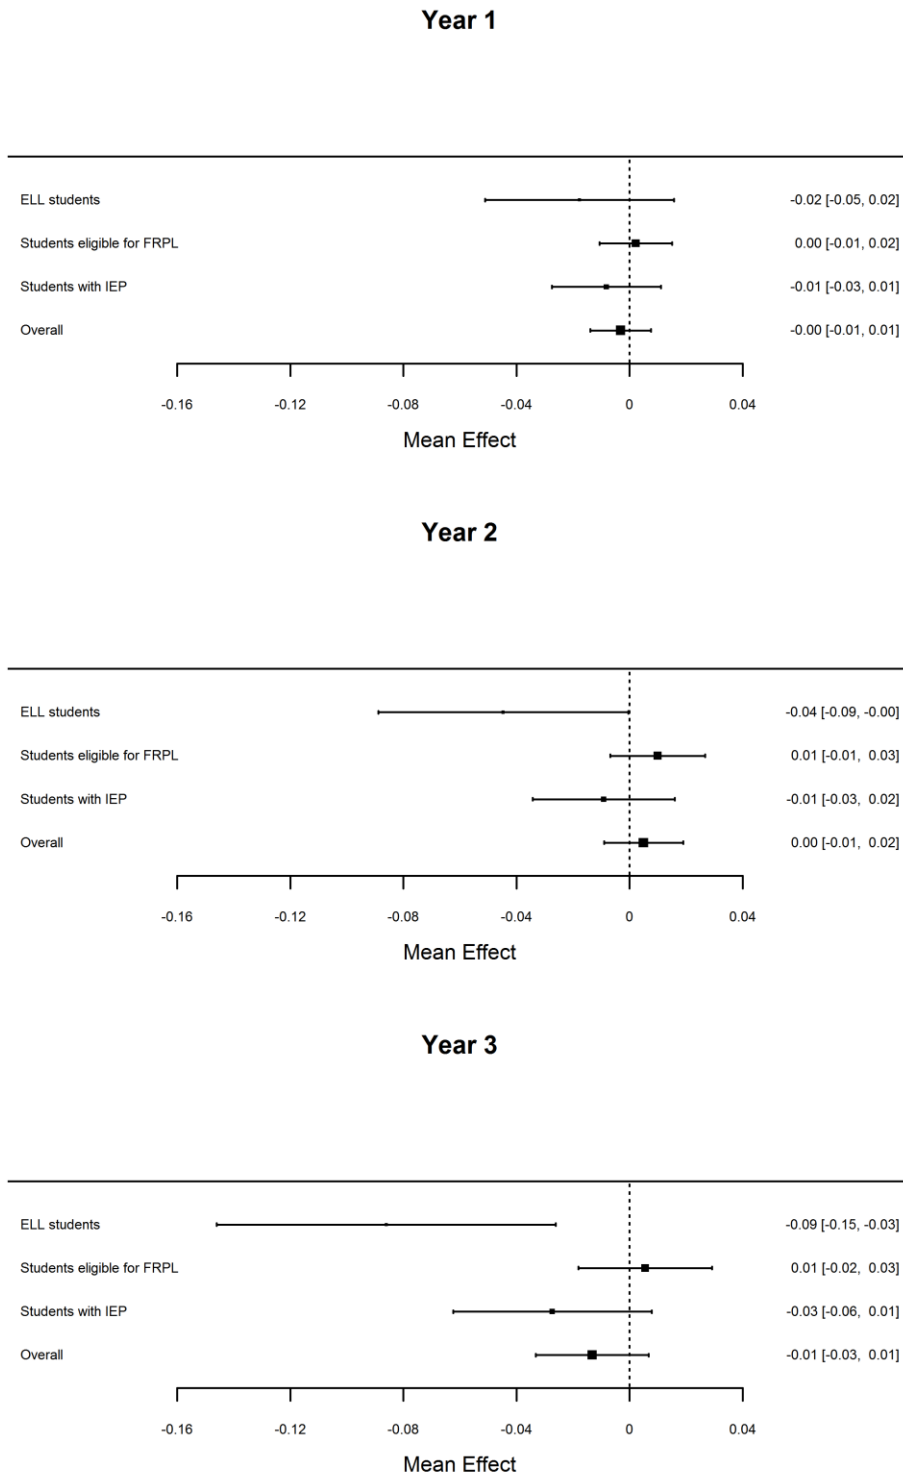 Year 1
ELL students -0.02 [-0.05, 0.02]
Students eligible for FRPL 0.00 [-0.01, 0.02]
Students with IEP -0.01 [-0.03, 0.01]
Overall -0.00 [-0.01, 0.01]
-0.16 -0.12 -0.08 -0.04 0 0.04
Mean Effect
Year 2
ELL students -0.04 [-0.09, -0.00]
Students eligible for FRPL 0.01 [-0.01, 0.03]
Students with IEP -0.01 [-0.03, 0.02]
Overall 0.00 [-0.01, 0.02]
-0.16 -0.12 -0.08 -0.04 0 0.04
Mean Effect
Year 3
ELL students -0.09 [-0.15, -0.03]
Students eligible for FRPL 0.01 [-0.02, 0.03]
Students with IEP -0.03 [-0.06, 0.01]
Overall -0.01 [-0.03, 0.01]
-0.16 -0.12 -0.08 -0.04 0 0.04
Mean Effect